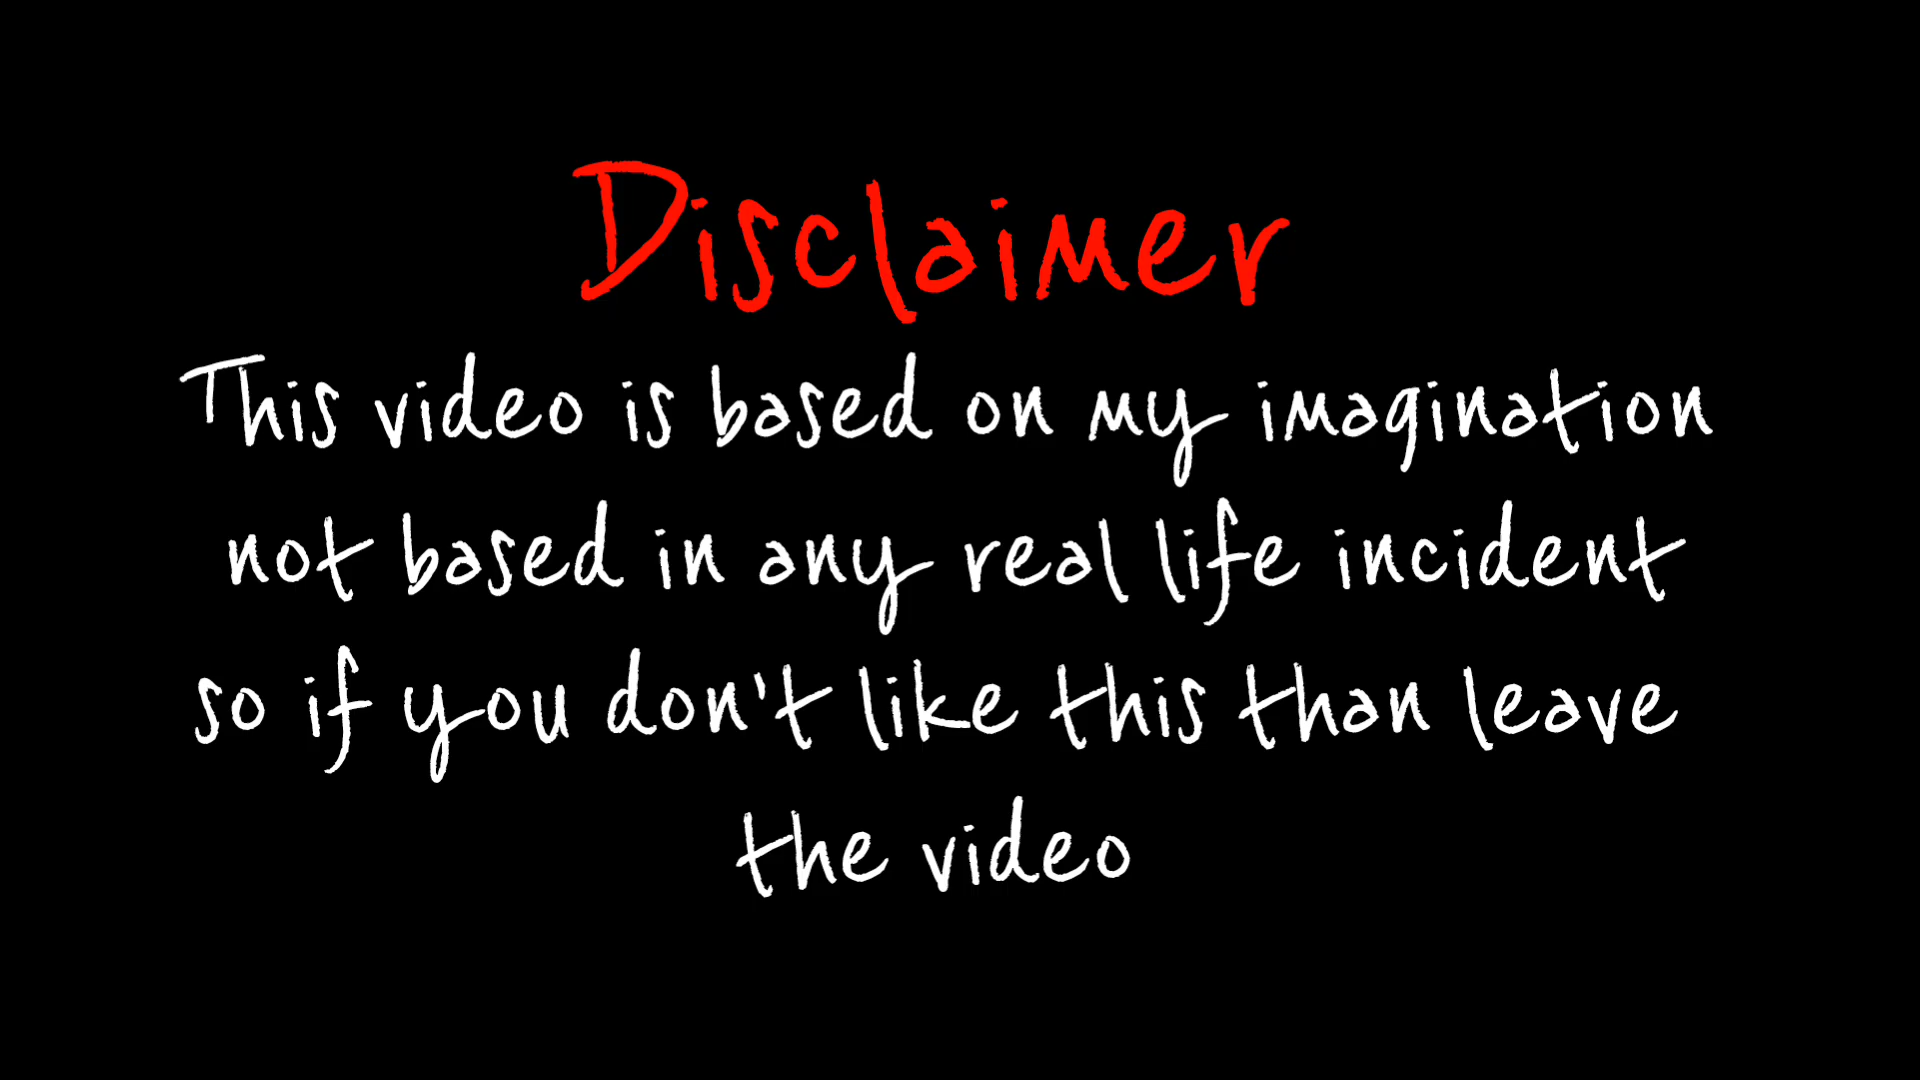 Disclaimer
This video is based on my imagination
not based in any real life incident
so if you don't like this than leave
the video